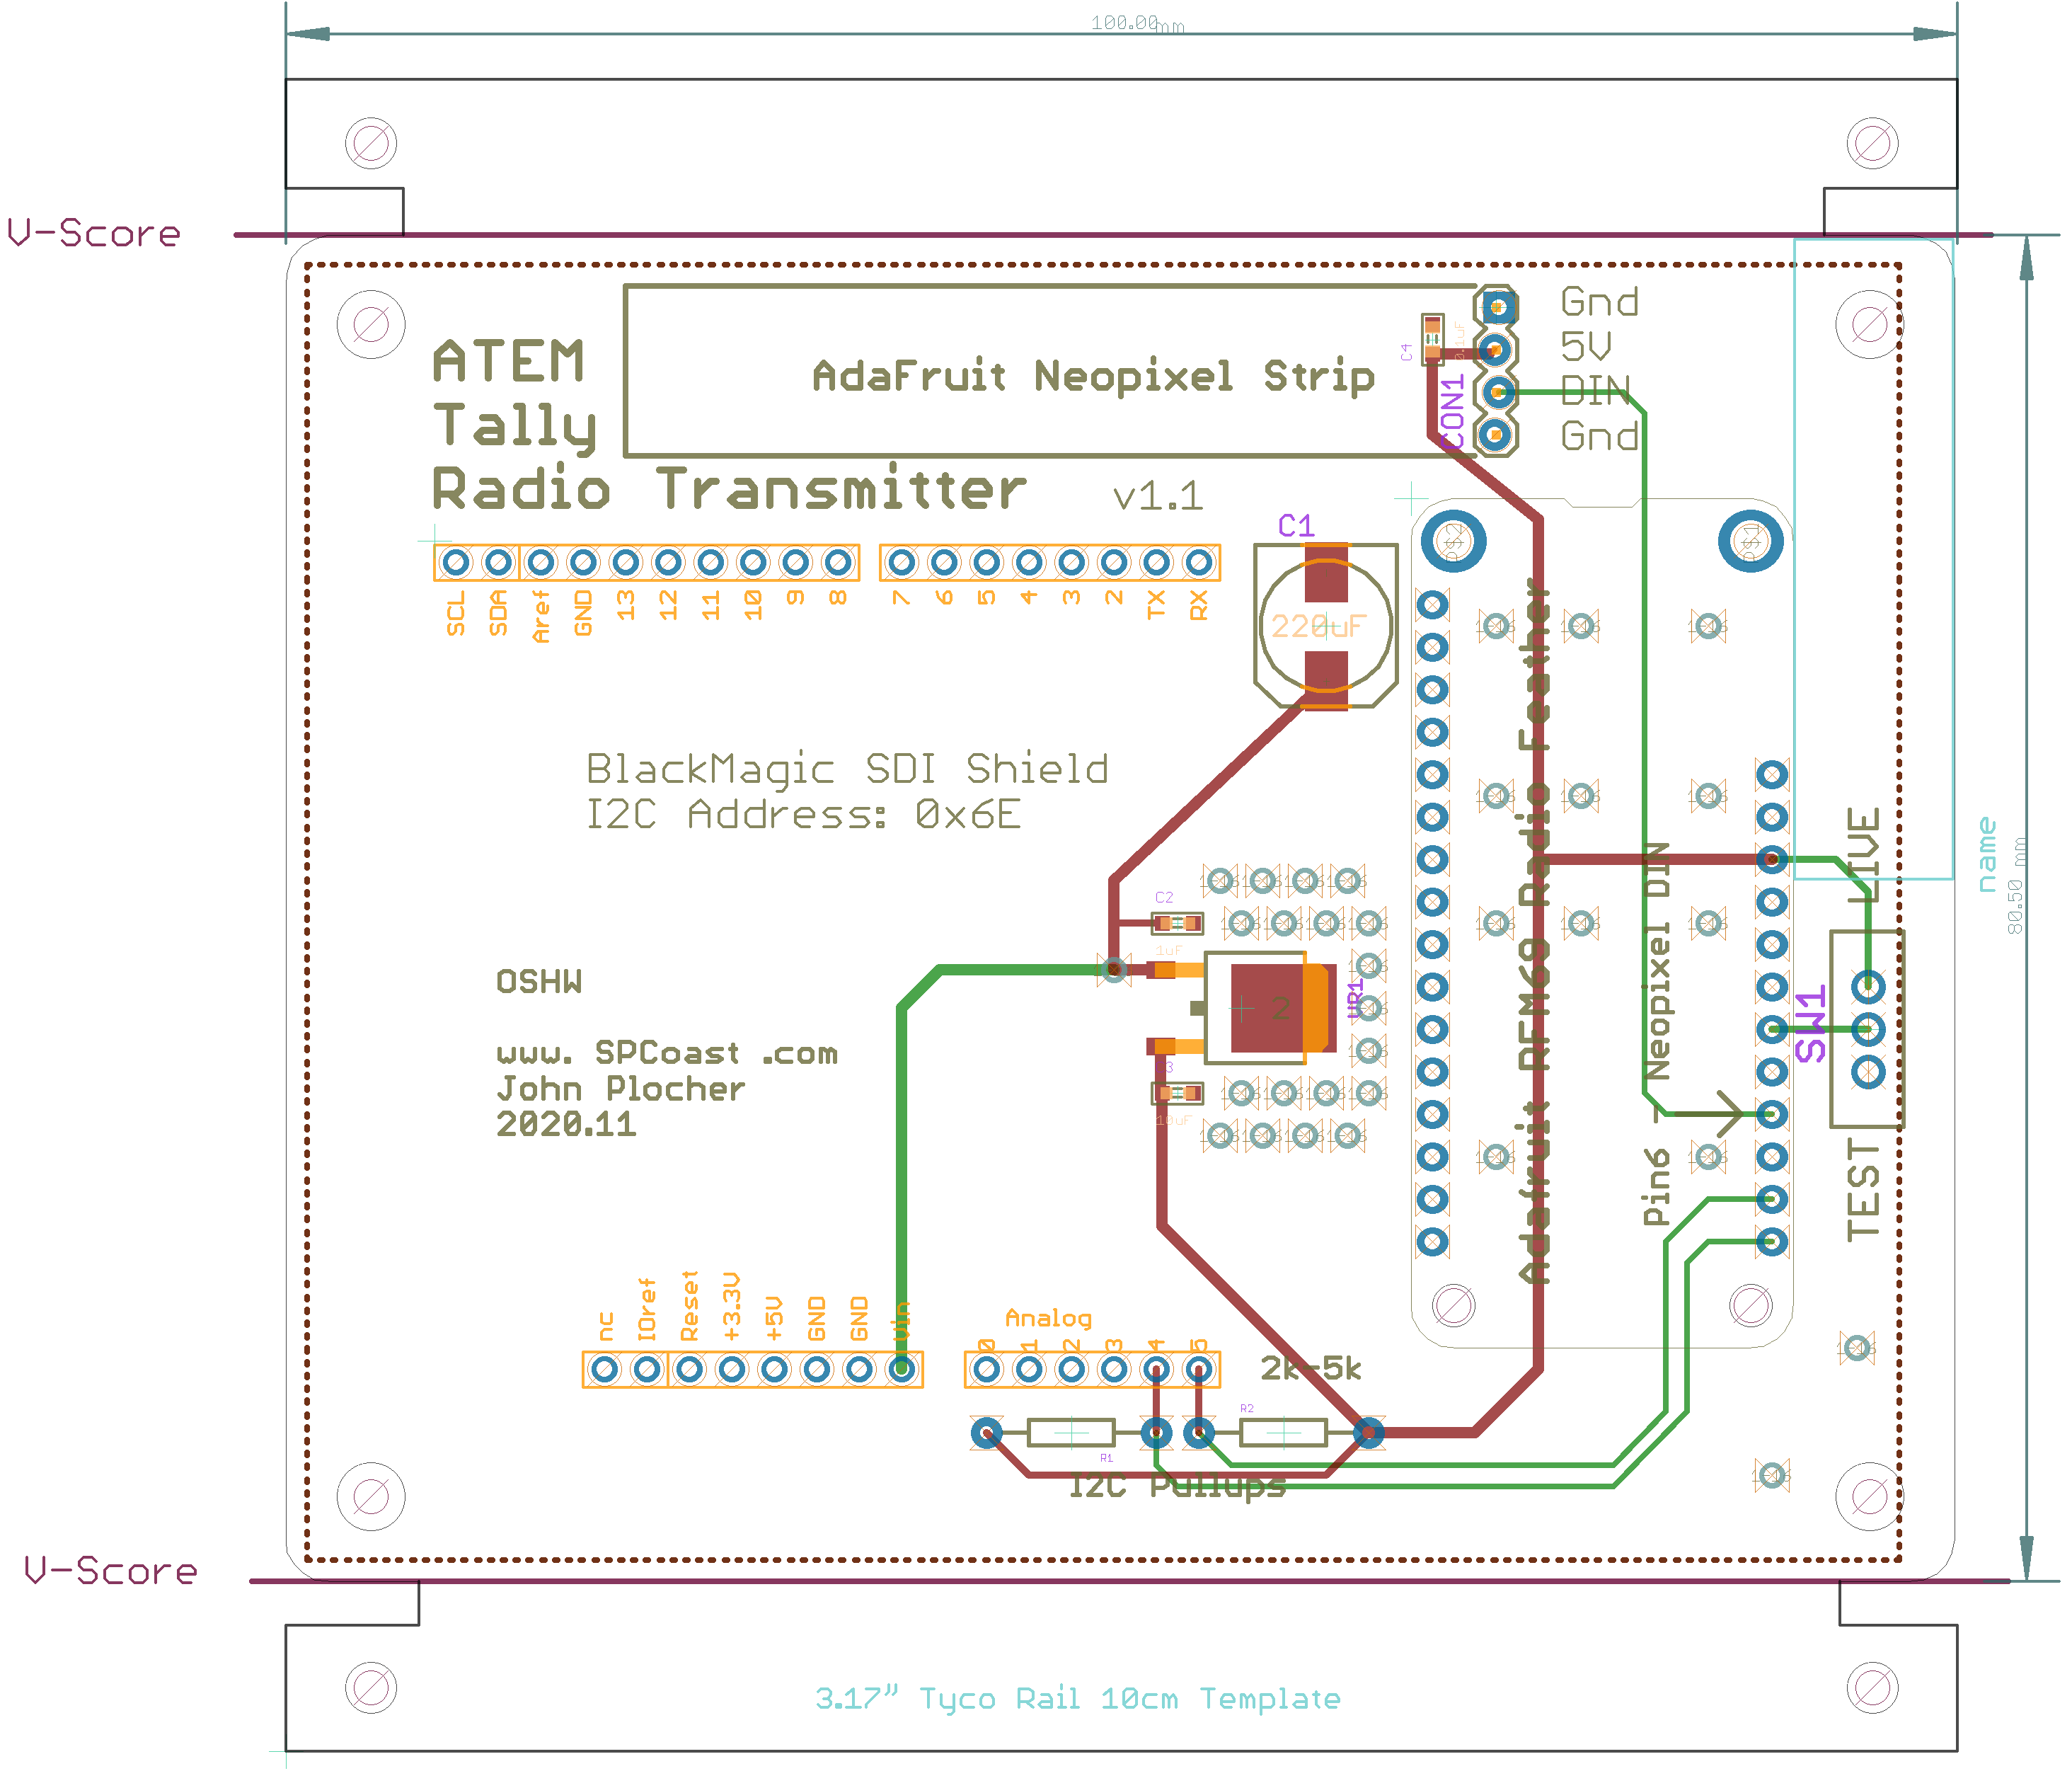 100.00mm
V-Score
Gnd
5V
DIN
Gnd
C4
0.1uF
CON1
AdaFruit Neopixel Strip
ATEM
Tally
Radio Transmitter v1.1
C1
220uF
SCL SDA Aref GND 13 12 11 10 9 8 7 6 5 4 3 2 TX RX
BlackMagic SDI Shield
I2C Address: 0x6E
C2
1uF
2
VR1
10uF
Adafruit RFM69 Radio Feather
Pin6 - Neopixel DIN
LIVE
SW1
TEST
name
80.50 mm
OSHW
www. SPCoast .com
John Plocher
2020.11
nc IOref Reset +3.3V +5V GND GND Vin
Analog
0 1 2 3 4 5
2k-5k
R2
R1
I2C Pullups
V-Score
3.17” Tyco Rail 10cm Template